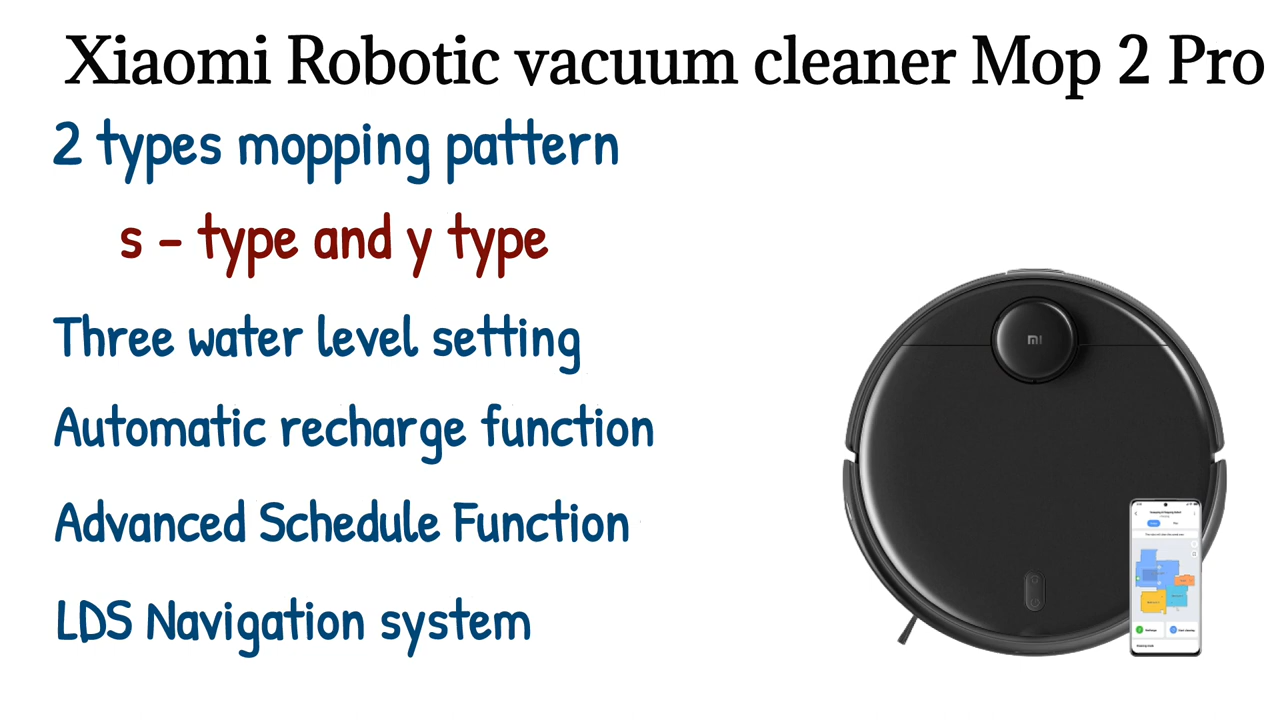 Xiaomi Robotic vacuum cleaner Mop 2 Pro
2 types mopping pattern
s - type and y type
Three water level setting
Automatic recharge function
Advanced Schedule Function
LDS Navigation system
mi